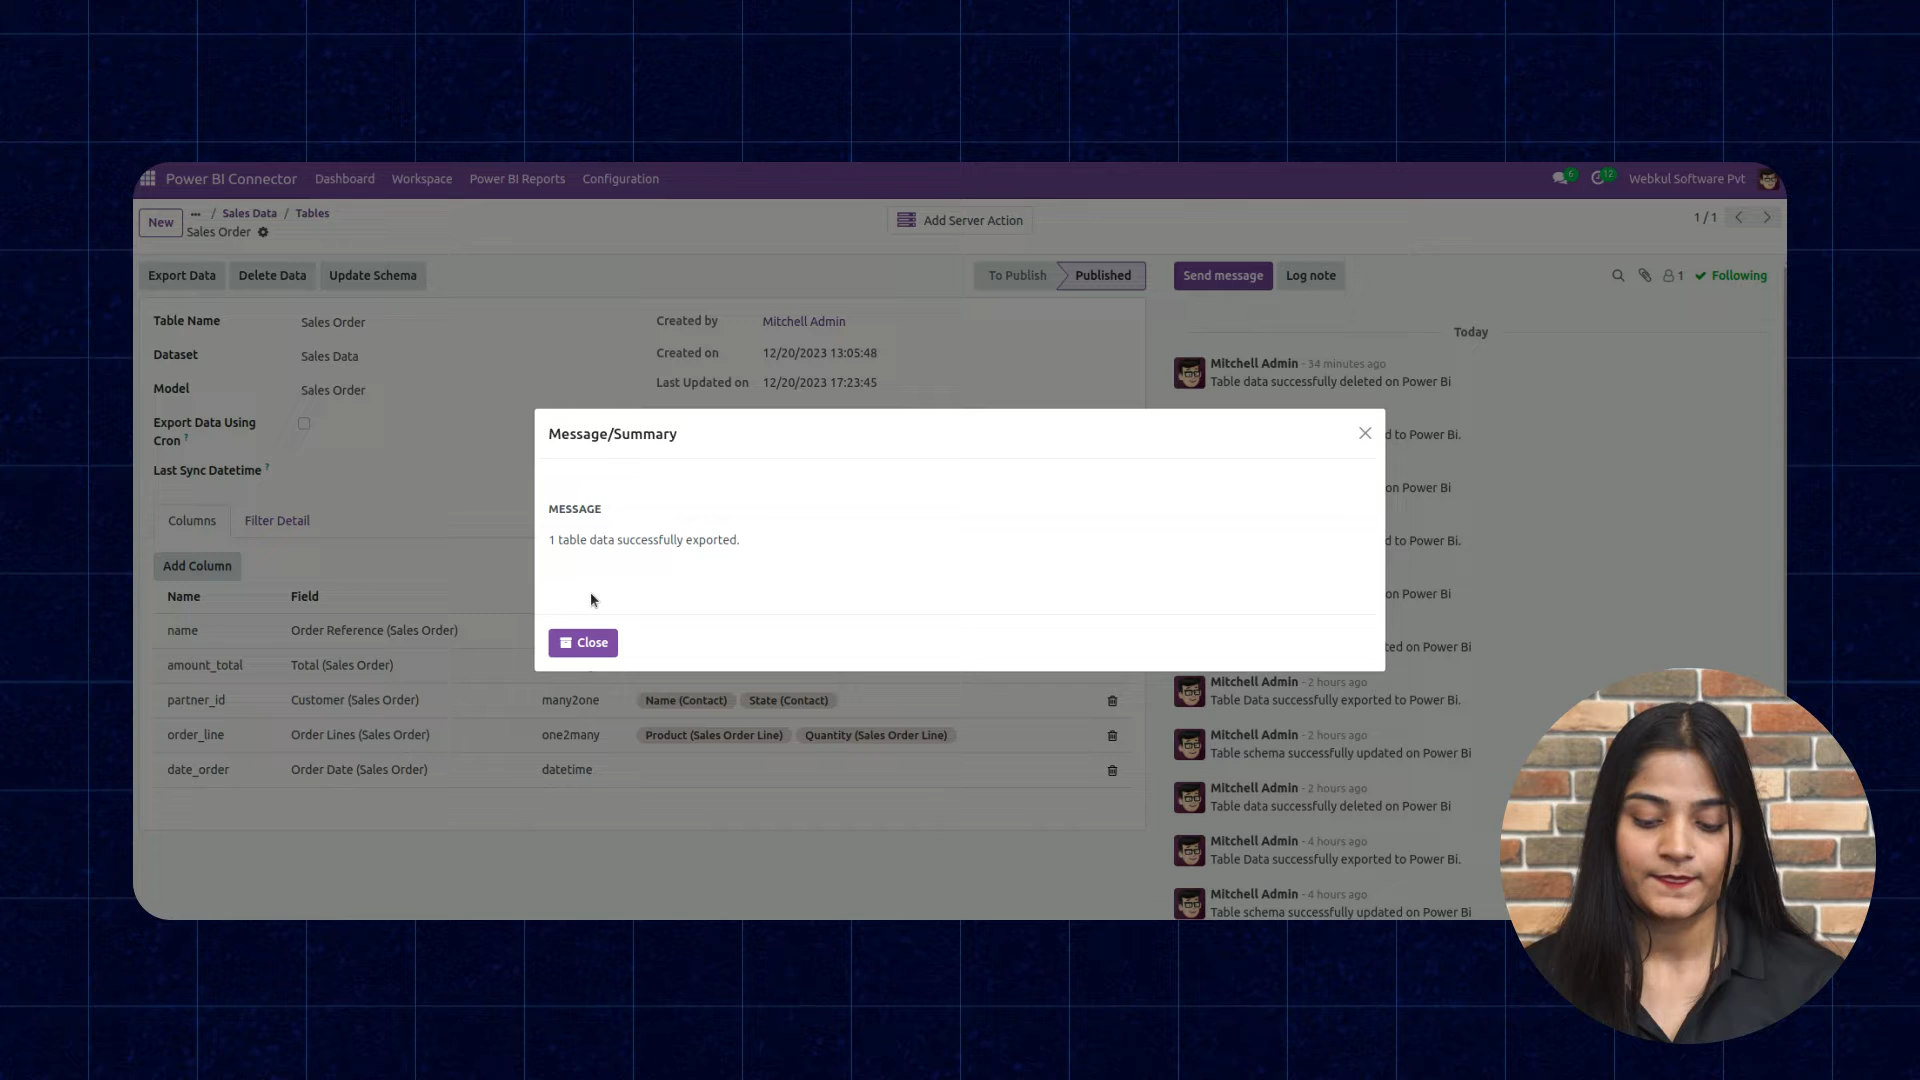 Power BI Connector Dashboard Workspace Power BI Reports Configuration 6 12 Webkul Software Pvt
New ... / Sales Data / Tables
Sales Order
Add Server Action
1 / 1
Export Data Delete Data Update Schema To Publish Published
Send message Log note 1 Following
Table Name Sales Order
Dataset Sales Data
Model Sales Order
Export Data Using
Cron ?
Last Sync Datetime ?
Created by Mitchell Admin
Created on 12/20/2023 13:05:48
Last Updated on 12/20/2023 17:23:45
Today
Mitchell Admin - 34 minutes ago
Table data successfully deleted on Power Bi
d to Power Bi.
on Power Bi
d to Power Bi.
on Power Bi
ted on Power Bi
Message/Summary
MESSAGE
1 table data successfully exported.
Close
Columns Filter Detail
Add Column
Name Field
name Order Reference (Sales Order)
amount_total Total (Sales Order)
partner_id Customer (Sales Order) many2one Name (Contact) State (Contact)
order_line Order Lines (Sales Order) one2many Product (Sales Order Line) Quantity (Sales Order Line)
date_order Order Date (Sales Order) datetime
Mitchell Admin - 2 hours ago
Table Data successfully exported to Power Bi.
Mitchell Admin - 2 hours ago
Table schema successfully updated on Power Bi
Mitchell Admin - 2 hours ago
Table data successfully deleted on Power Bi
Mitchell Admin - 4 hours ago
Table Data successfully exported to Power Bi.
Mitchell Admin - 4 hours ago
Table schema successfully updated on Power Bi